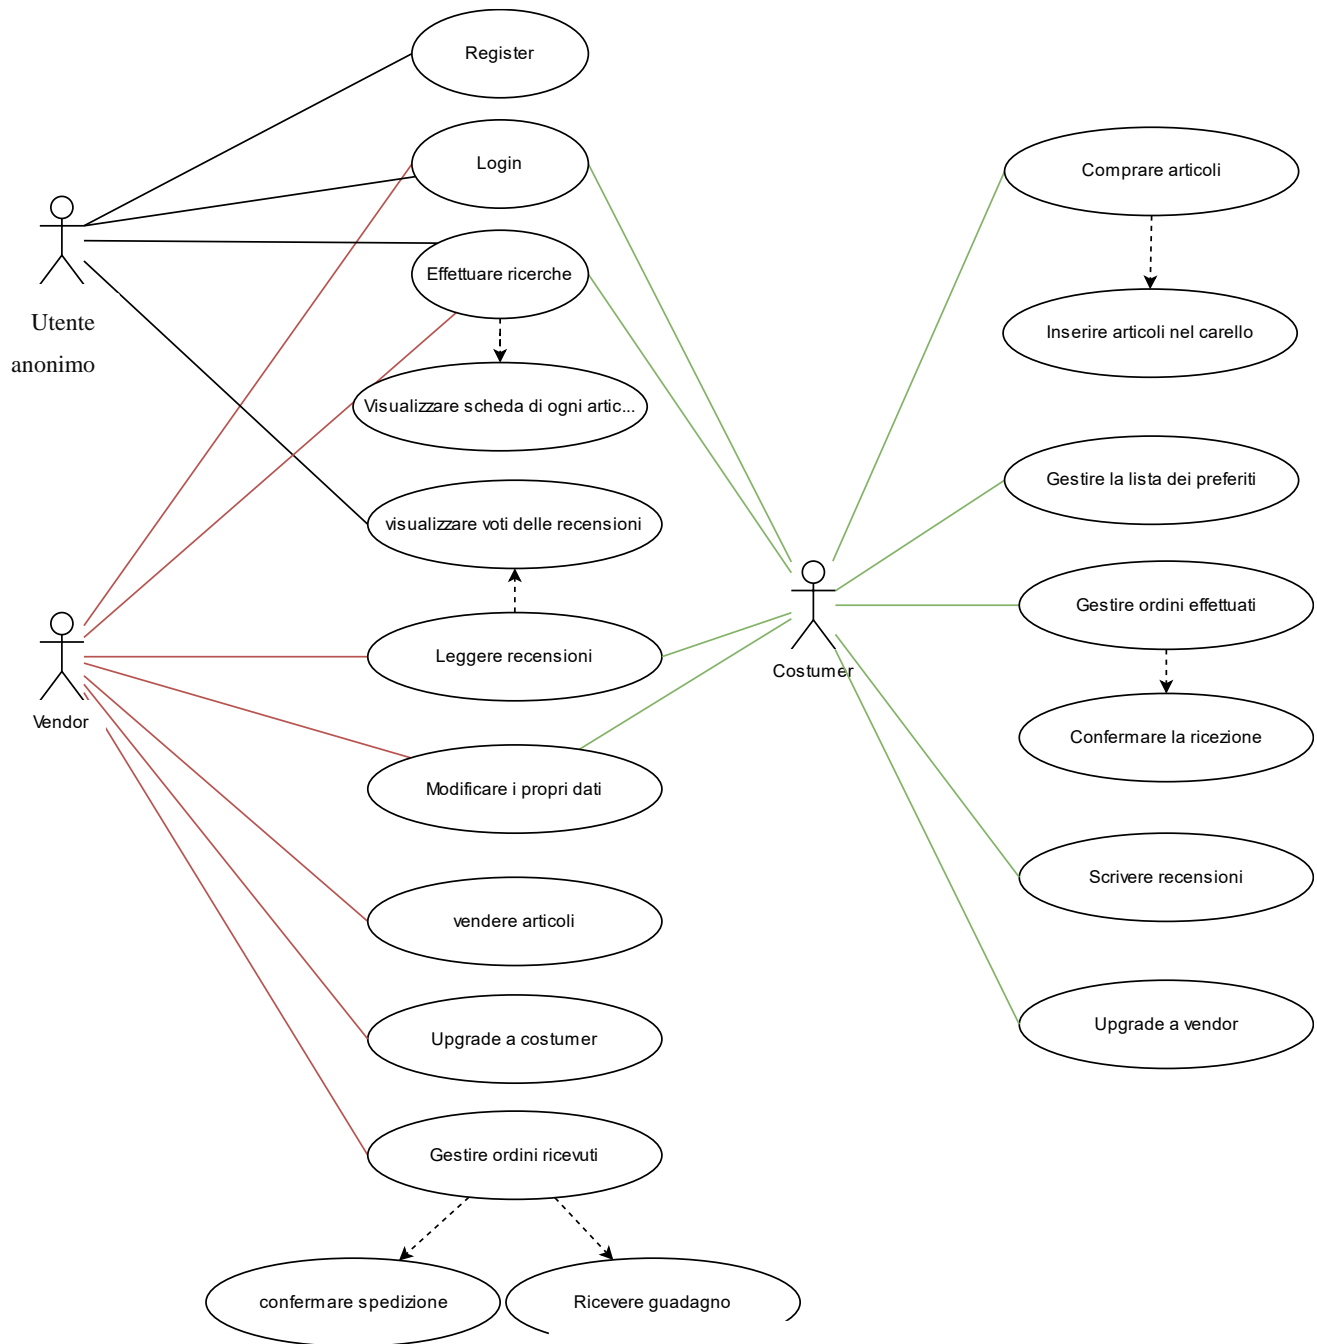 Register
Login
Comprare articoli
Effettuare ricerche
Utente
anonimo
Inserire articoli nel carello
Visualizzare scheda di ogni artic...
Gestire la lista dei preferiti
visualizzare voti delle recensioni
Gestire ordini effettuati
Leggere recensioni
Costumer
Vendor
Confermare la ricezione
Modificare i propri dati
Scrivere recensioni
vendere articoli
Upgrade a vendor
Upgrade a costumer
Gestire ordini ricevuti
confermare spedizione
Ricevere guadagno